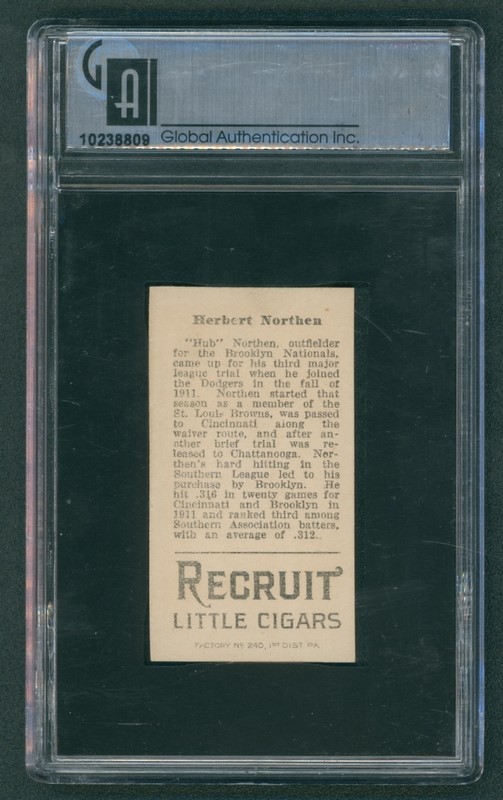 GA
10238809 Global Authentication Inc.
Herbert Northen
"Hub" Northen, outfielder
for the Brooklyn Nationals,
came up for his third major
league trial when he joined
the Dodgers in the fall of
1911. Northen started that
season as a member of the
St. Louis Browns, was passed
to Cincinnati along the
waiver route, and after an-
other brief trial was re-
leased to Chattanooga. Nor-
then's hard hitting in the
Southern League led to his
purchase by Brooklyn. He
hit .316 in twenty games for
Cincinnati and Brooklyn in
1911 and ranked third among
Southern Association batters,
with an average of .312.
RECRUIT
LITTLE CIGARS
FACTORY No 240, 1ST DIST. PA.